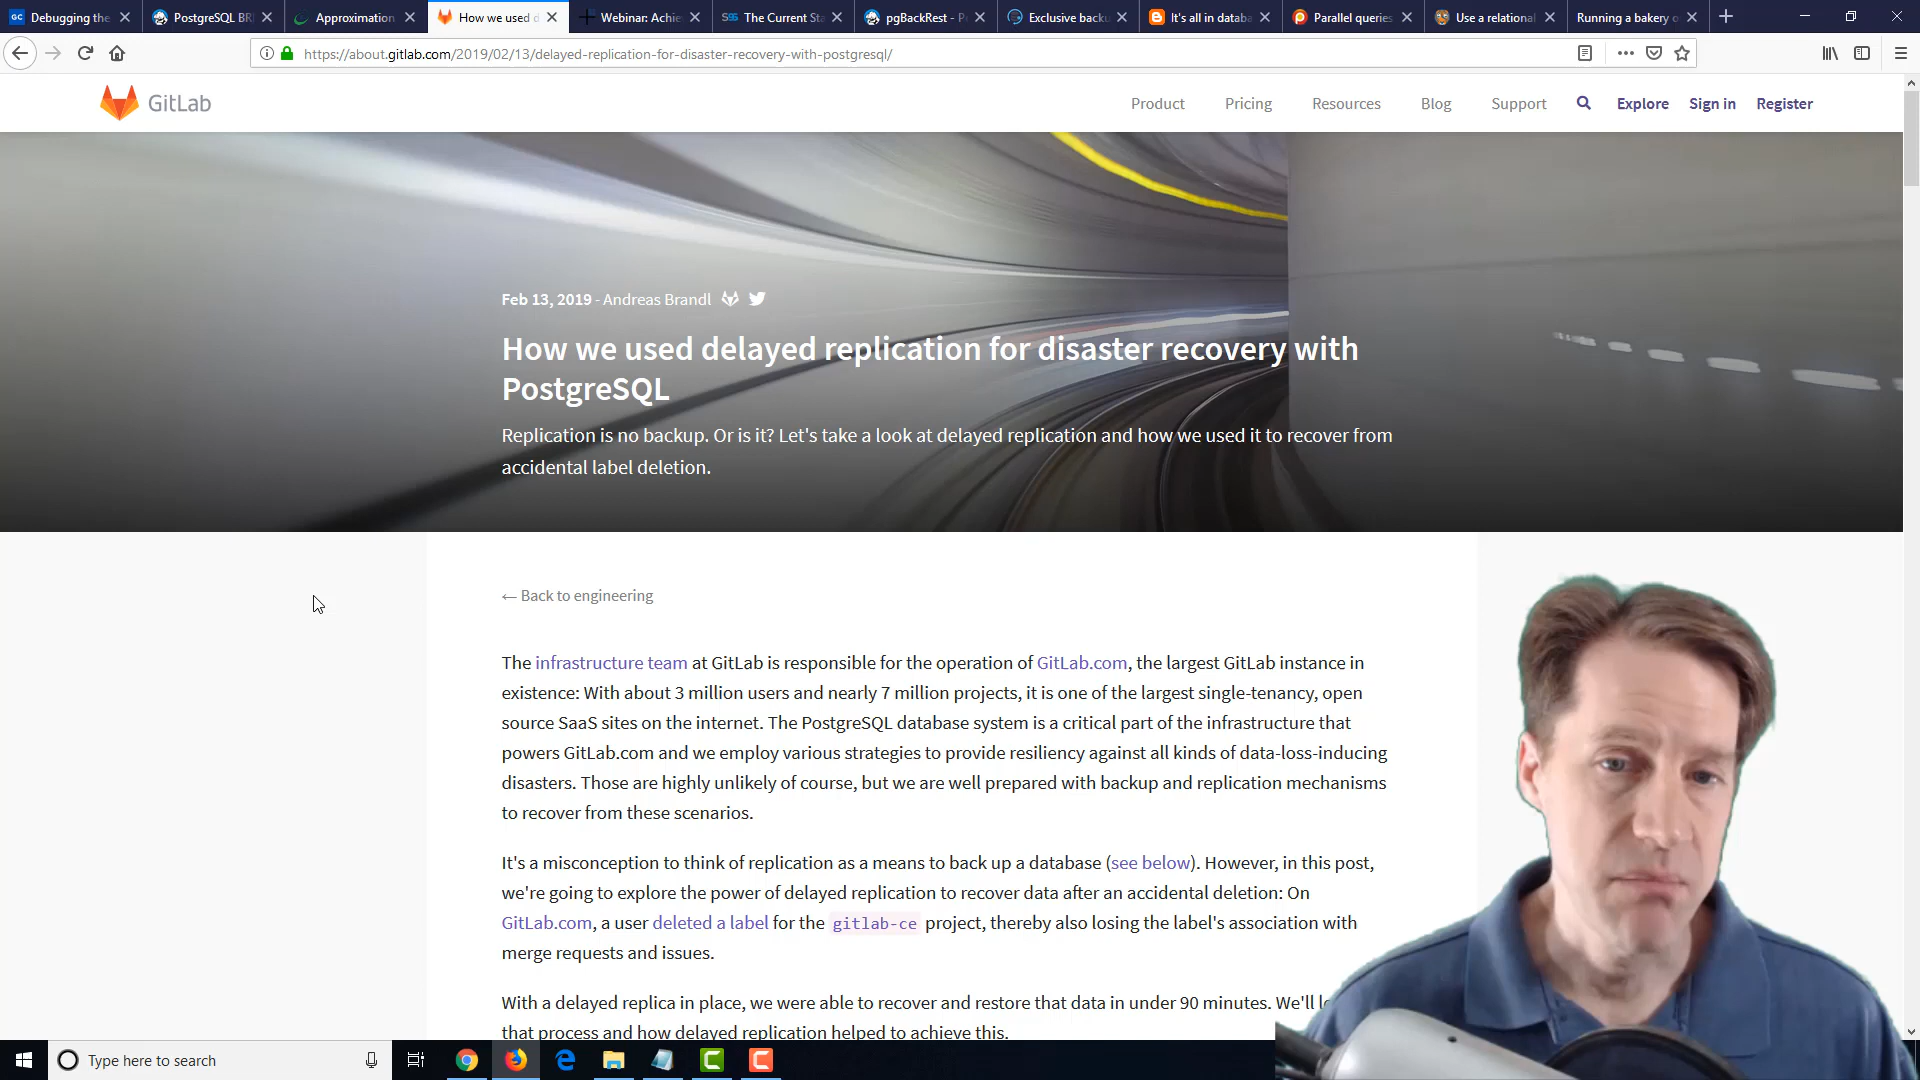 Debugging the
PostgreSQL BR
Approximation
How we used d
Webinar: Achie
The Current Sta
pgBackRest - P
Exclusive backu
It's all in datab
Parallel queries
Use a relational
Running a bakery o
https://about.gitlab.com/2019/02/13/delayed-replication-for-disaster-recovery-with-postgresql/
GitLab
Product
Pricing
Resources
Blog
Support
Explore
Sign in
Register
Feb 13, 2019 - Andreas Brandl
How we used delayed replication for disaster recovery with
PostgreSQL
Replication is no backup. Or is it? Let's take a look at delayed replication and how we used it to recover from
accidental label deletion.
← Back to engineering
The infrastructure team at GitLab is responsible for the operation of GitLab.com, the largest GitLab instance in
existence: With about 3 million users and nearly 7 million projects, it is one of the largest single-tenancy, open
source SaaS sites on the internet. The PostgreSQL database system is a critical part of the infrastructure that
powers GitLab.com and we employ various strategies to provide resiliency against all kinds of data-loss-inducing
disasters. Those are highly unlikely of course, but we are well prepared with backup and replication mechanisms
to recover from these scenarios.
It's a misconception to think of replication as a means to back up a database (see below). However, in this post,
we're going to explore the power of delayed replication to recover data after an accidental deletion: On
GitLab.com, a user deleted a label for the gitlab-ce project, thereby also losing the label's association with
merge requests and issues.
With a delayed replica in place, we were able to recover and restore that data in under 90 minutes. We'll
that process and how delayed replication helped to achieve this.
Type here to search